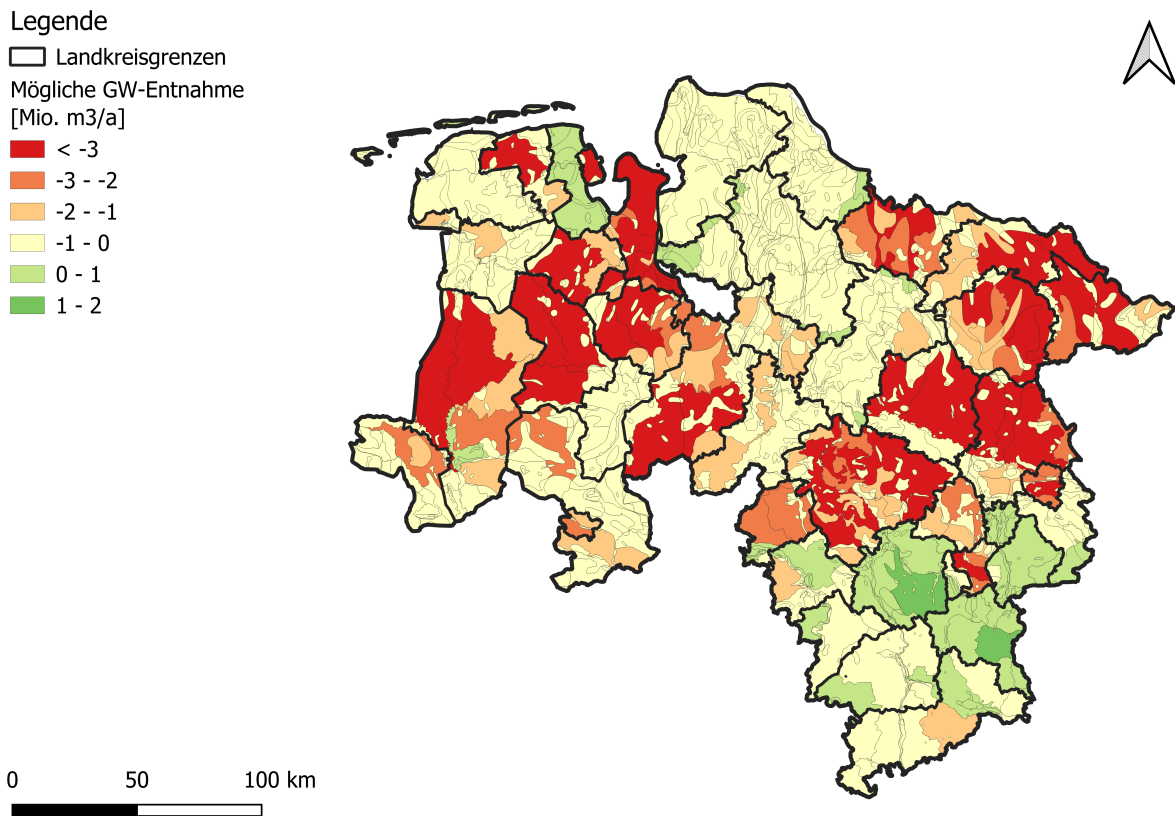 Legende
Landkreisgrenzen
Mögliche GW-Entnahme
[Mio. m3/a]
< -3
-3 - -2
-2 - -1
-1 - 0
0 - 1
1 - 2
0 50 100 km